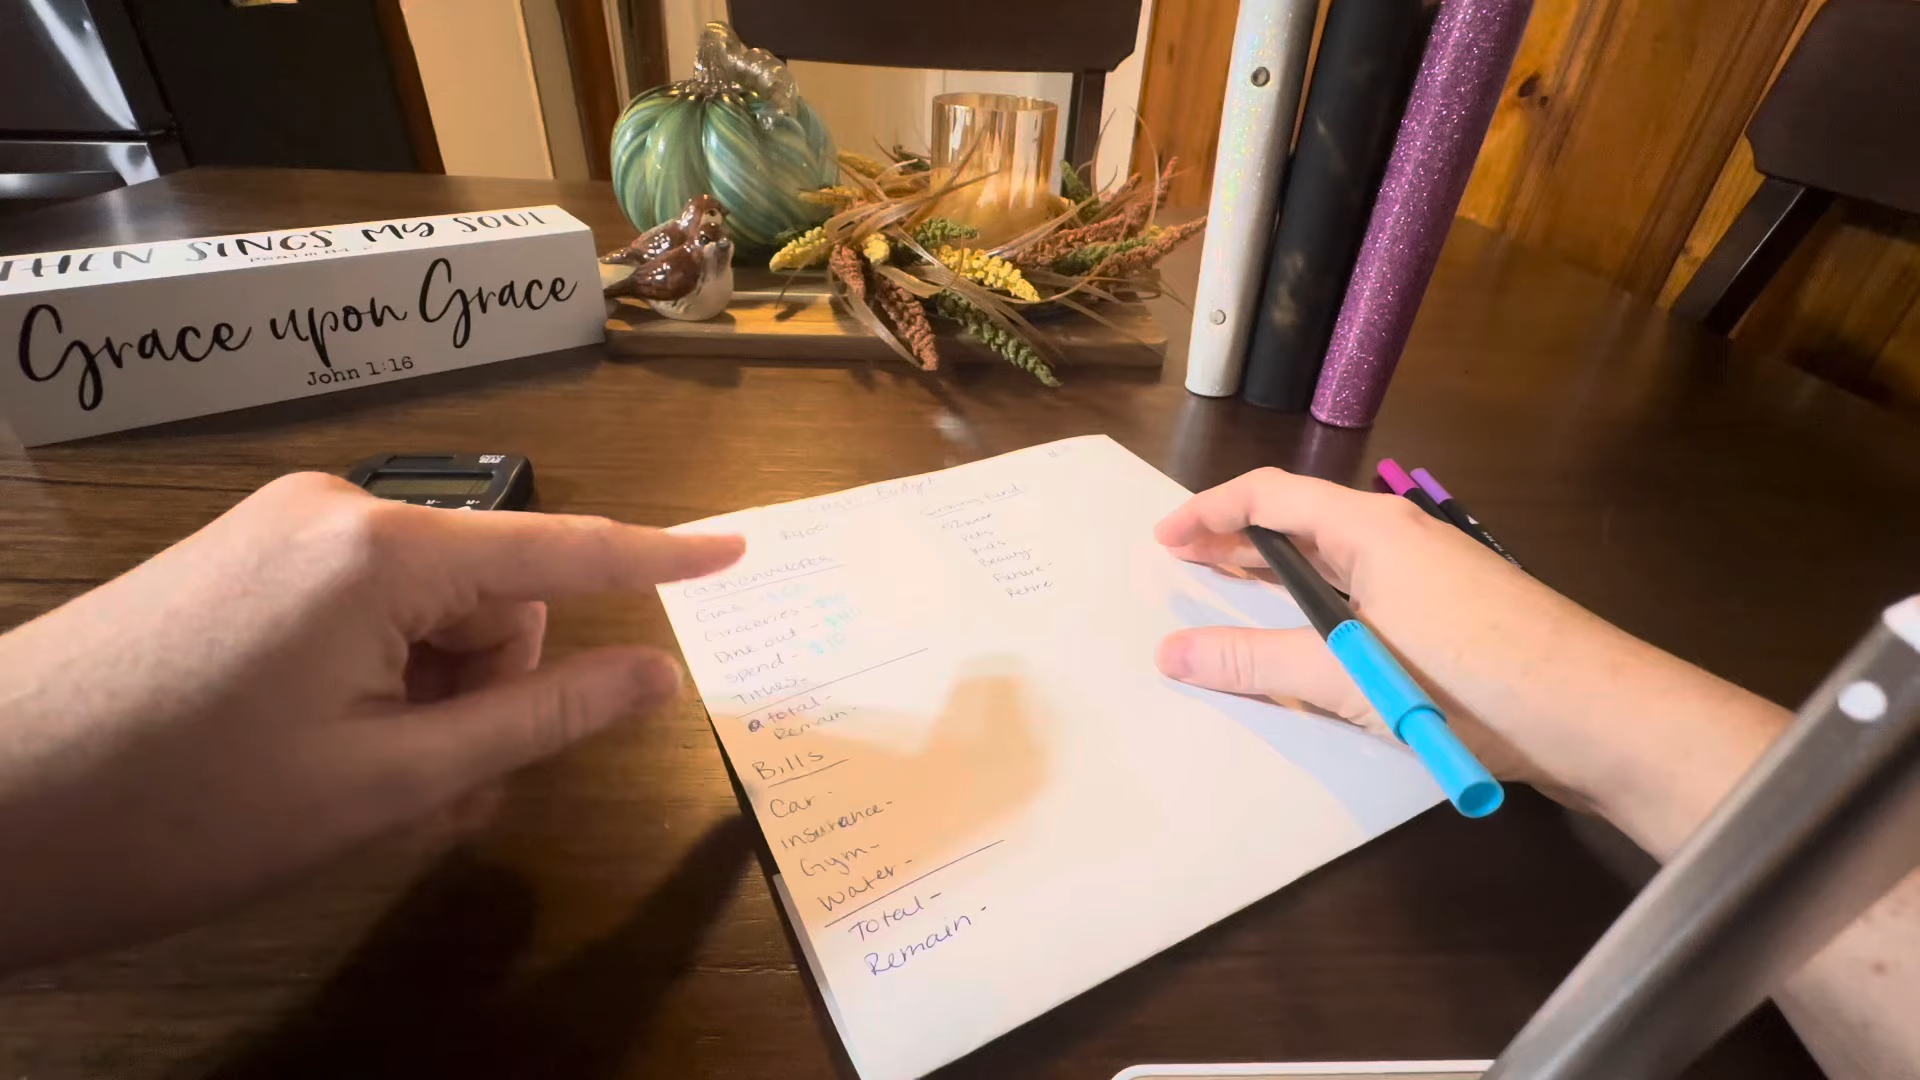 THEN SINGS MY SOUL
Grace upon Grace
John 1:16
Budget
Cash envelopes
Gas -
Groceries -
Dine out -
Spend -
Tithes -
total -
Remain -
Bills
Car -
insurance -
Gym -
Water -
Total -
Remain -
Sinking Fund
Pets
Kids
Beauty
Future -
Retire